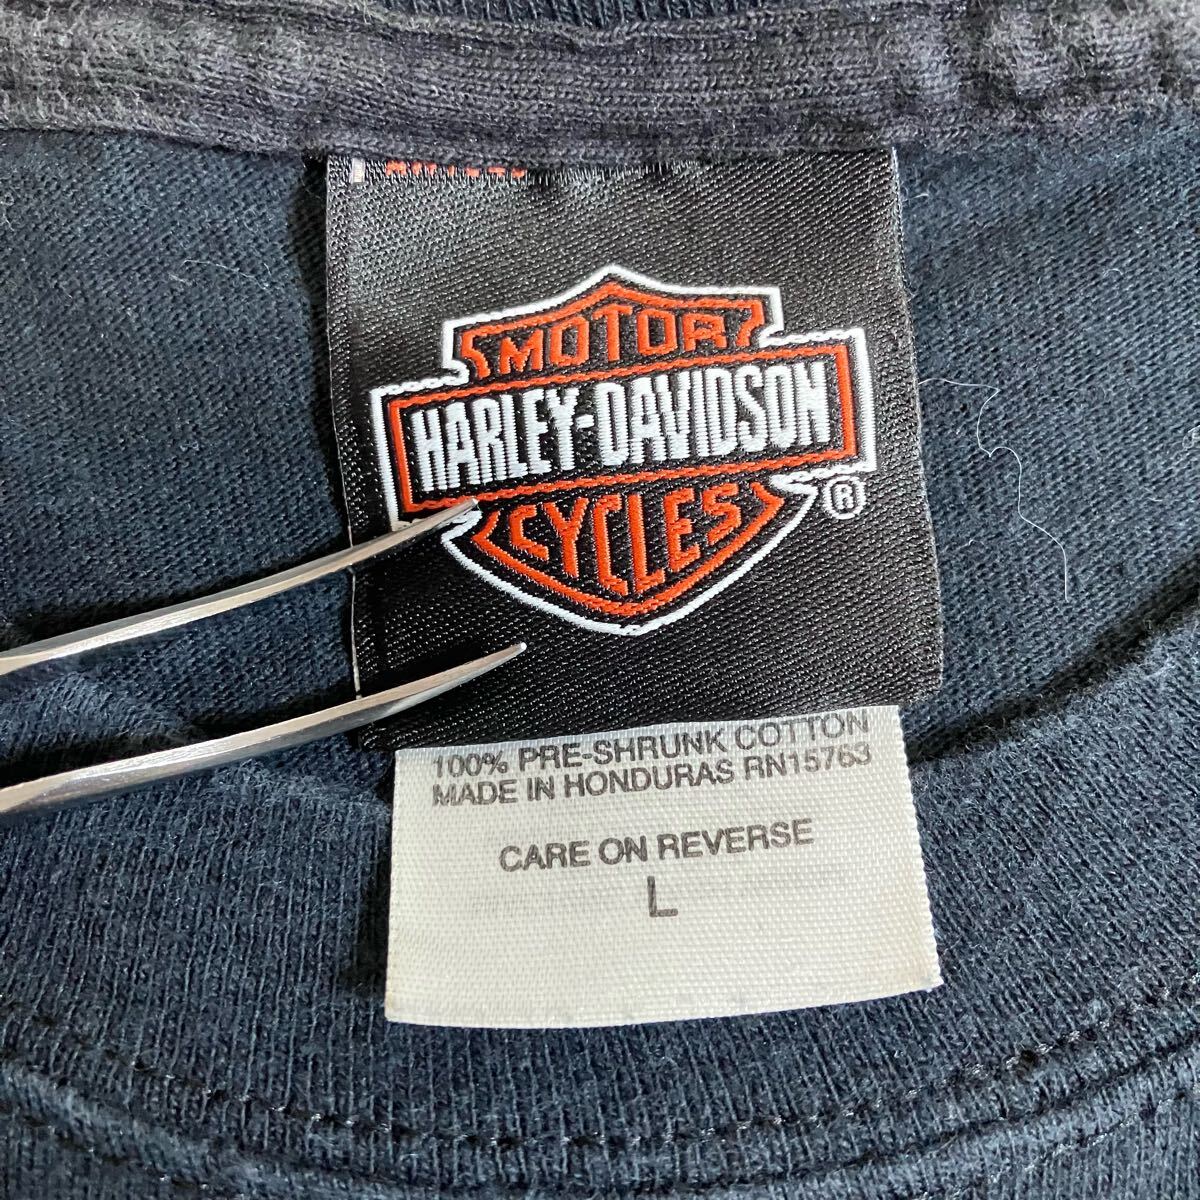 MOTOR
HARLEY-DAVIDSON
CYCLES
®
100% PRE-SHRUNK COTTON
MADE IN HONDURAS RN15763
CARE ON REVERSE
L